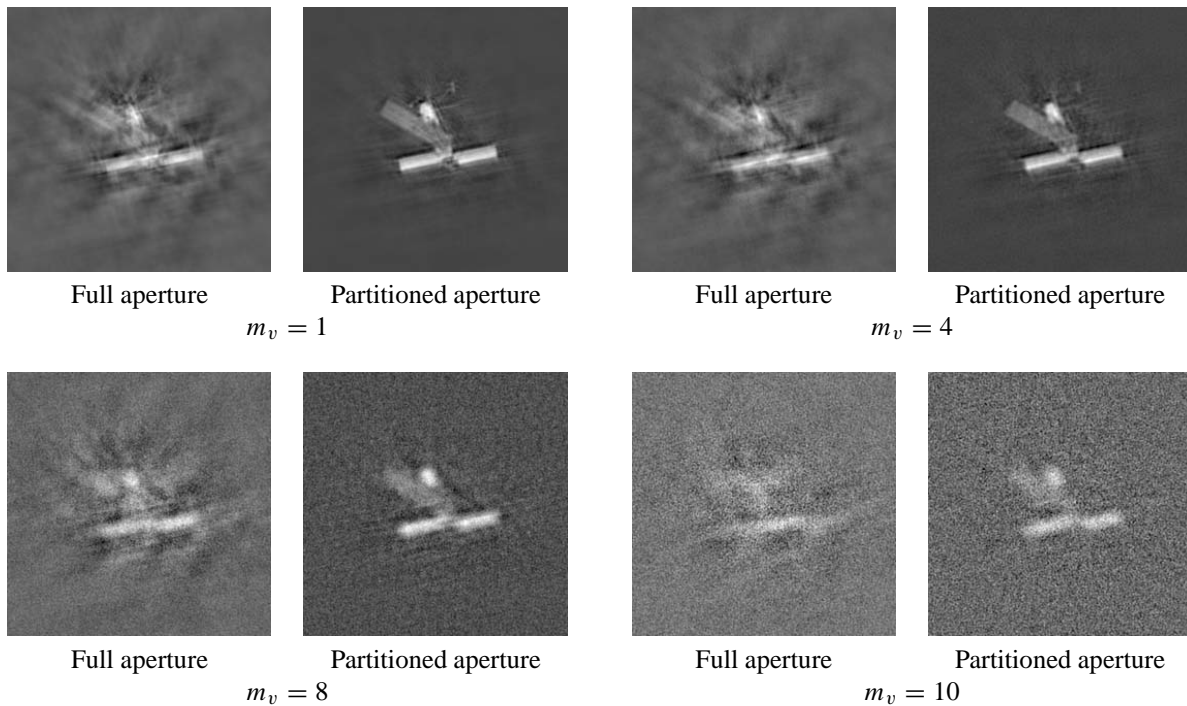 Full aperture
Partitioned aperture
m_v = 1
Full aperture
Partitioned aperture
m_v = 4
Full aperture
Partitioned aperture
m_v = 8
Full aperture
Partitioned aperture
m_v = 10